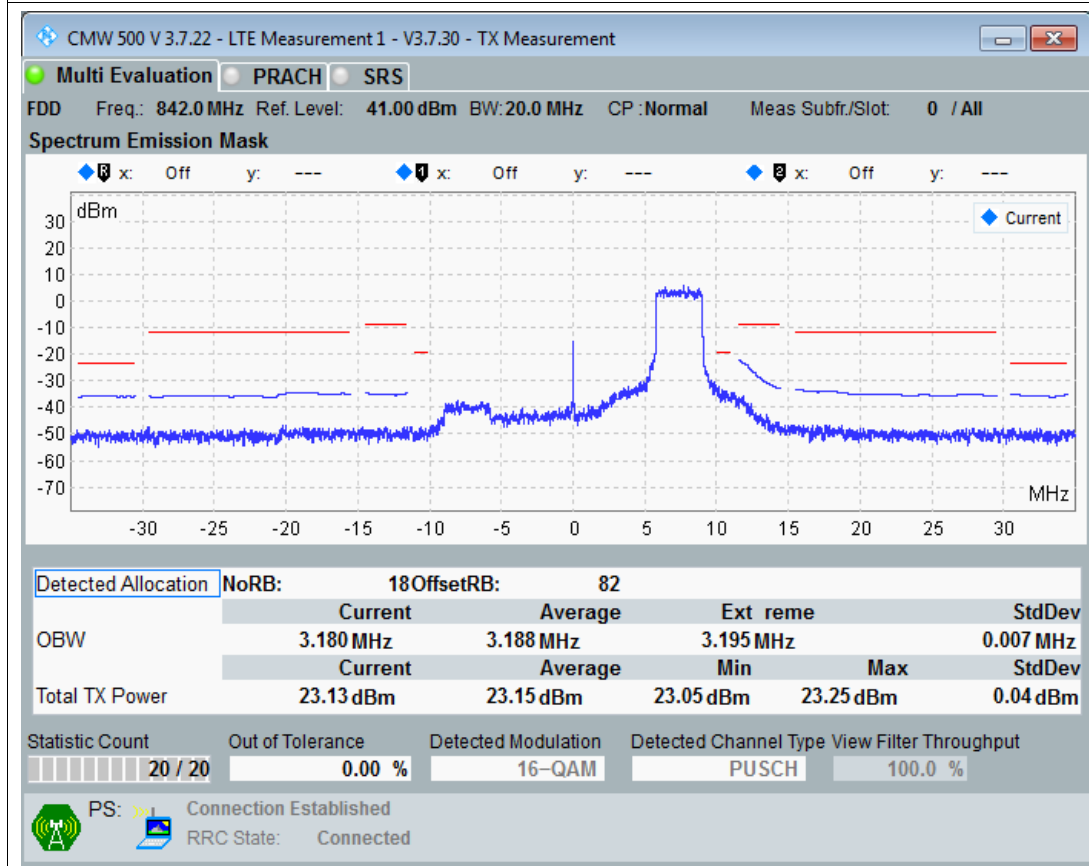 CMW 500 V 3.7.22 - LTE Measurement 1 - V3.7.30 - TX Measurement
Multi Evaluation PRACH SRS
FDD Freq.: 842.0 MHz Ref. Level: 41.00 dBm BW: 20.0 MHz CP : Normal Meas Subfr./Slot: 0 / All
Spectrum Emission Mask
R x: Off y: --- 1 x: Off y: --- 2 x: Off y: ---
dBm
Current
30
20
10
0
-10
-20
-30
-40
-50
-60
-70
MHz
-30 -25 -20 -15 -10 -5 0 5 10 15 20 25 30
Detected Allocation NoRB: 18 OffsetRB: 82
Current Average Ext reme StdDev
OBW 3.180 MHz 3.188 MHz 3.195 MHz 0.007 MHz
Current Average Min Max StdDev
Total TX Power 23.13 dBm 23.15 dBm 23.05 dBm 23.25 dBm 0.04 dBm
Statistic Count Out of Tolerance Detected Modulation Detected Channel Type View Filter Throughput
20 / 20 0.00 % 16-QAM PUSCH 100.0 %
PS: Connection Established
RRC State: Connected